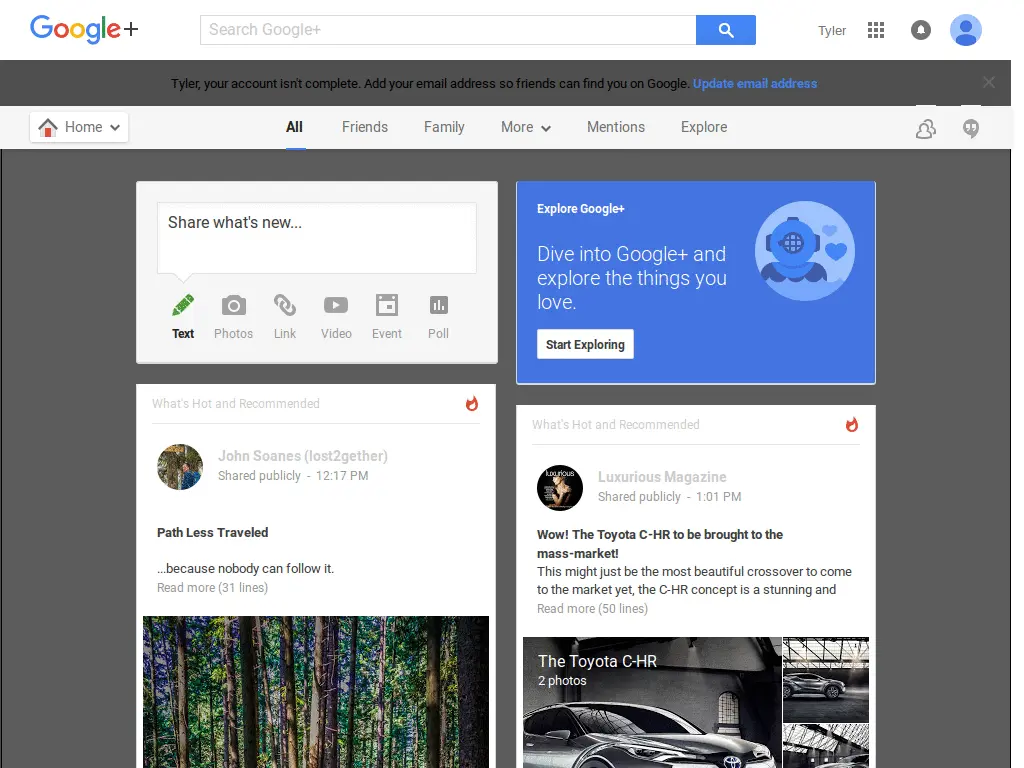 Google+
Search Google+
Tyler
Tyler, your account isn't complete. Add your email address so friends can find you on Google. Update email address
Home
All Friends Family More Mentions Explore
Share what's new...
Text Photos Link Video Event Poll
Explore Google+
Dive into Google+ and
explore the things you
love.
Start Exploring
What's Hot and Recommended
John Soanes (lost2gether)
Shared publicly - 12:17 PM
Path Less Traveled
...because nobody can follow it.
Read more (31 lines)
What's Hot and Recommended
LUXURIOUS
Luxurious Magazine
Shared publicly - 1:01 PM
Wow! The Toyota C-HR to be brought to the
mass-market!
This might just be the most beautiful crossover to come
to the market yet, the C-HR concept is a stunning and
Read more (50 lines)
The Toyota C-HR
2 photos